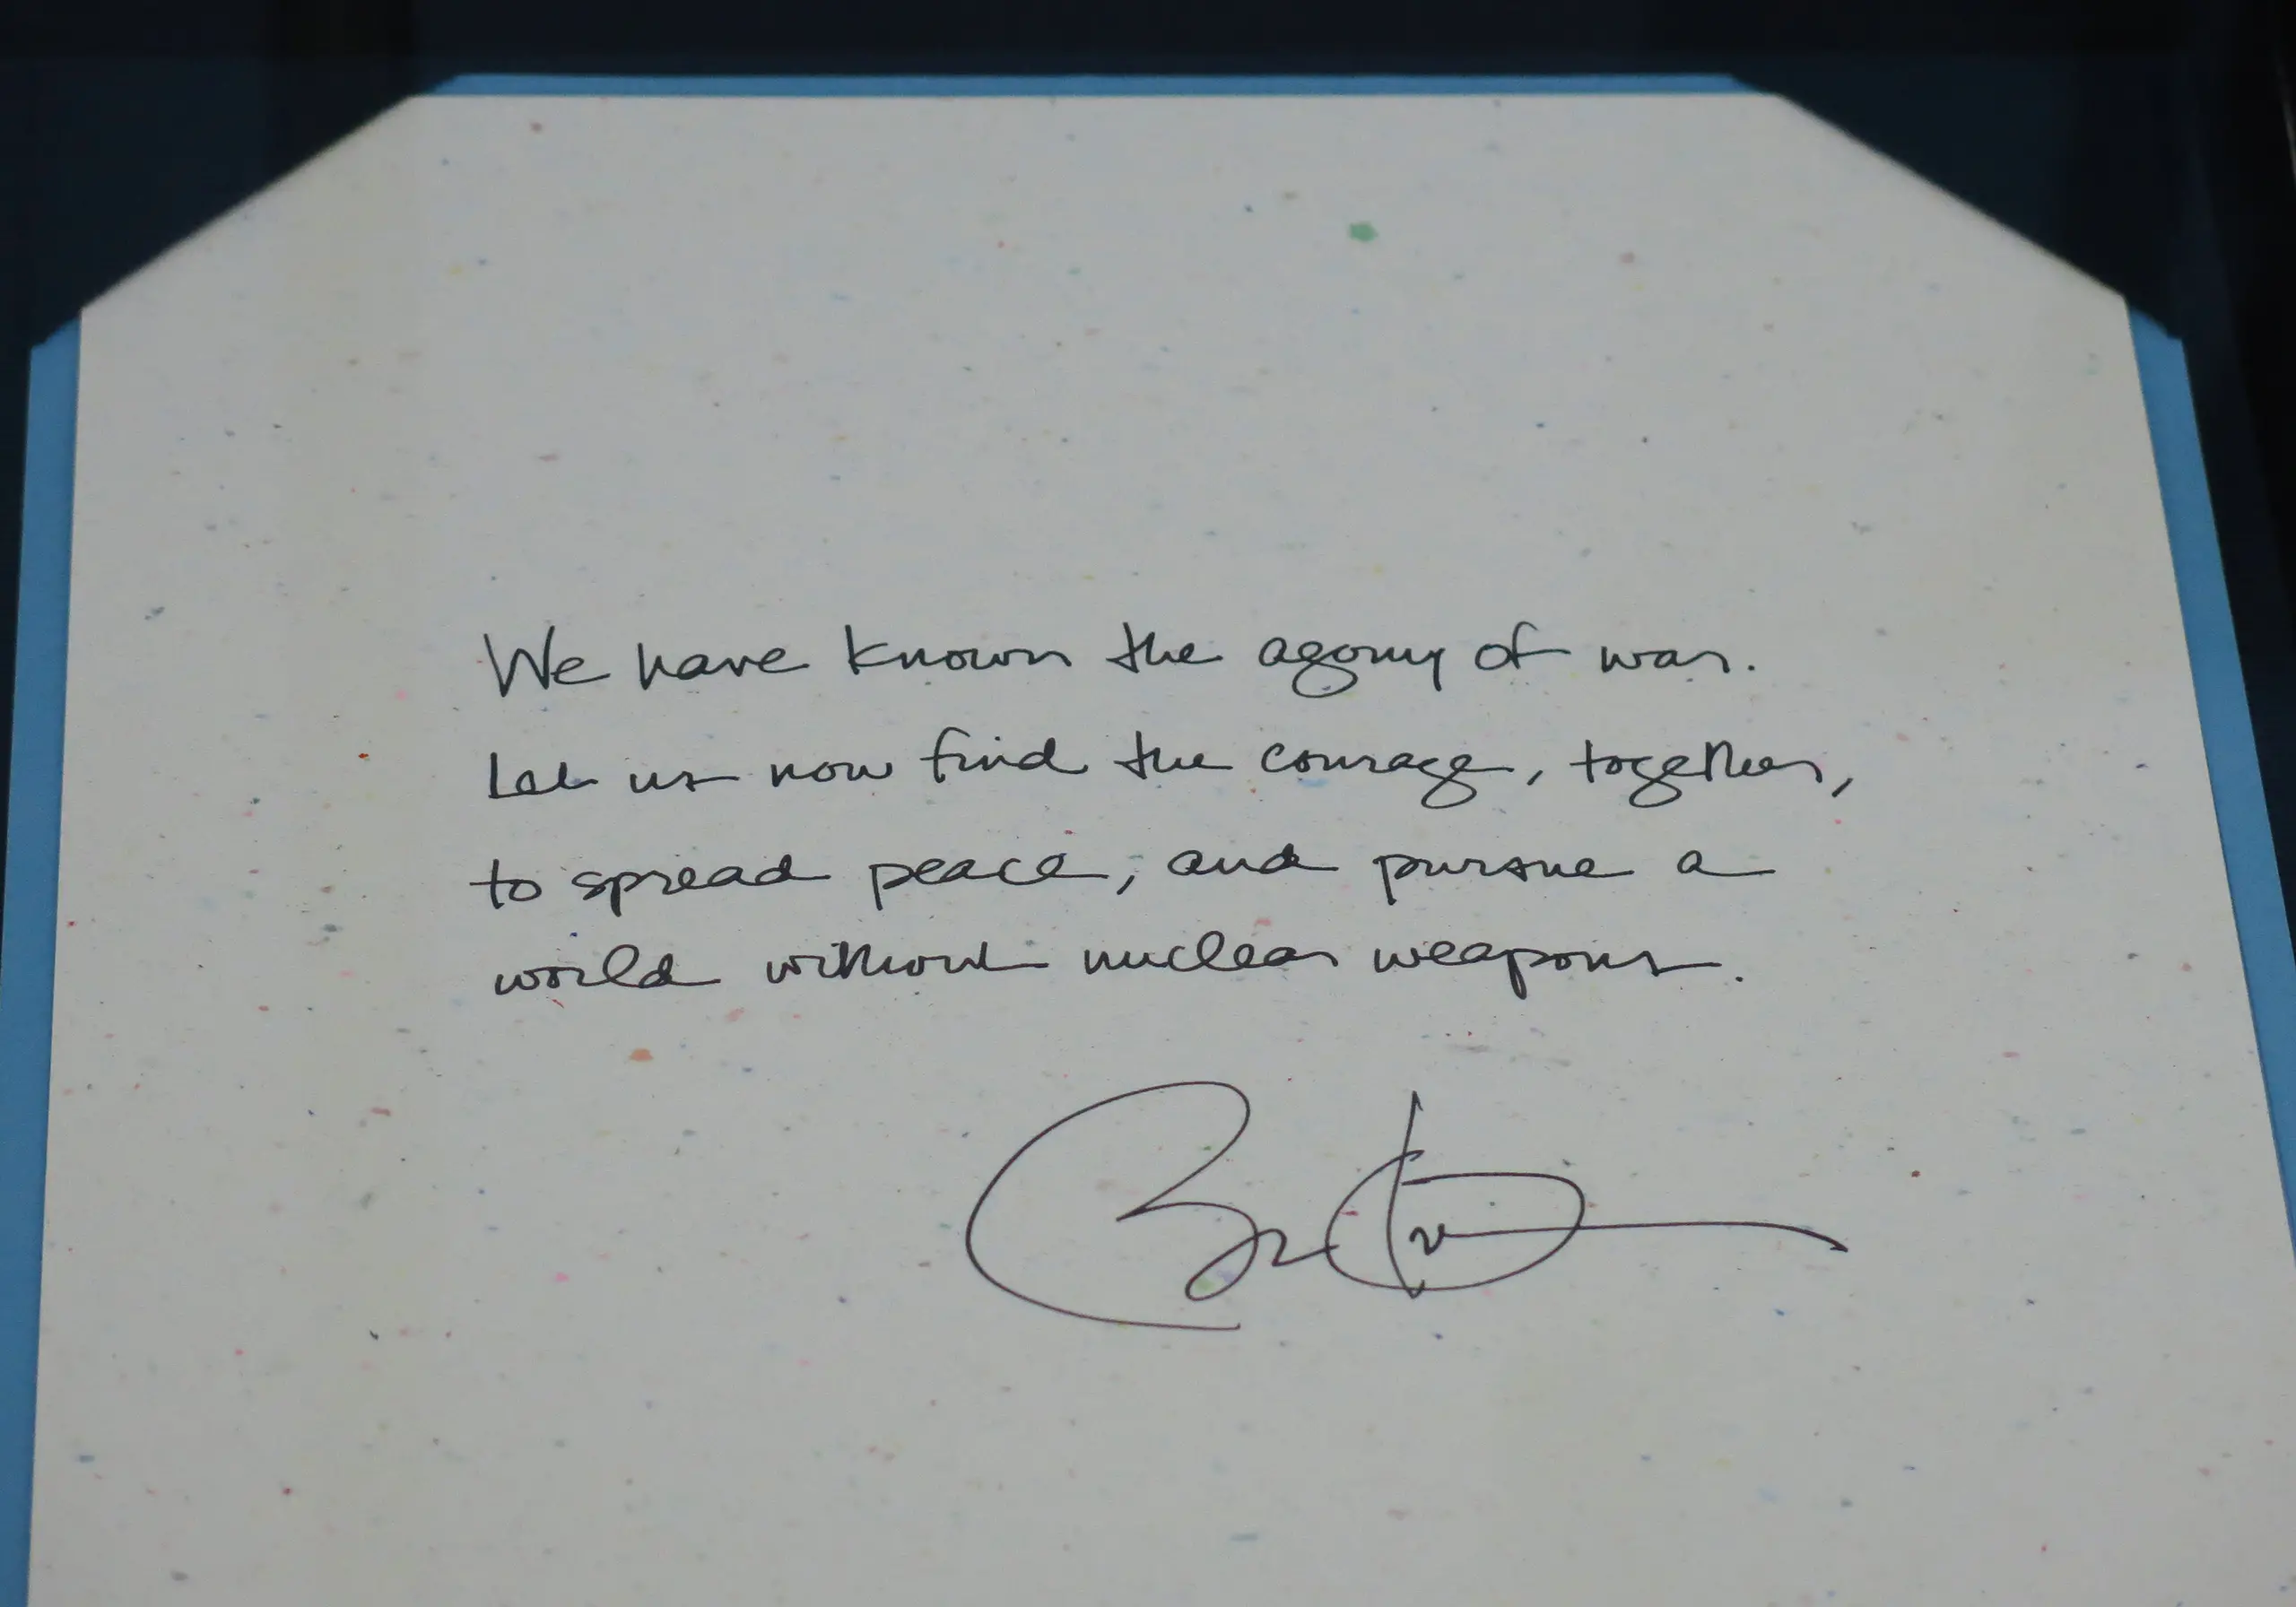 We have known the agony of war.
Let us now find the courage, together,
to spread peace, and pursue a
world without nuclear weapons.